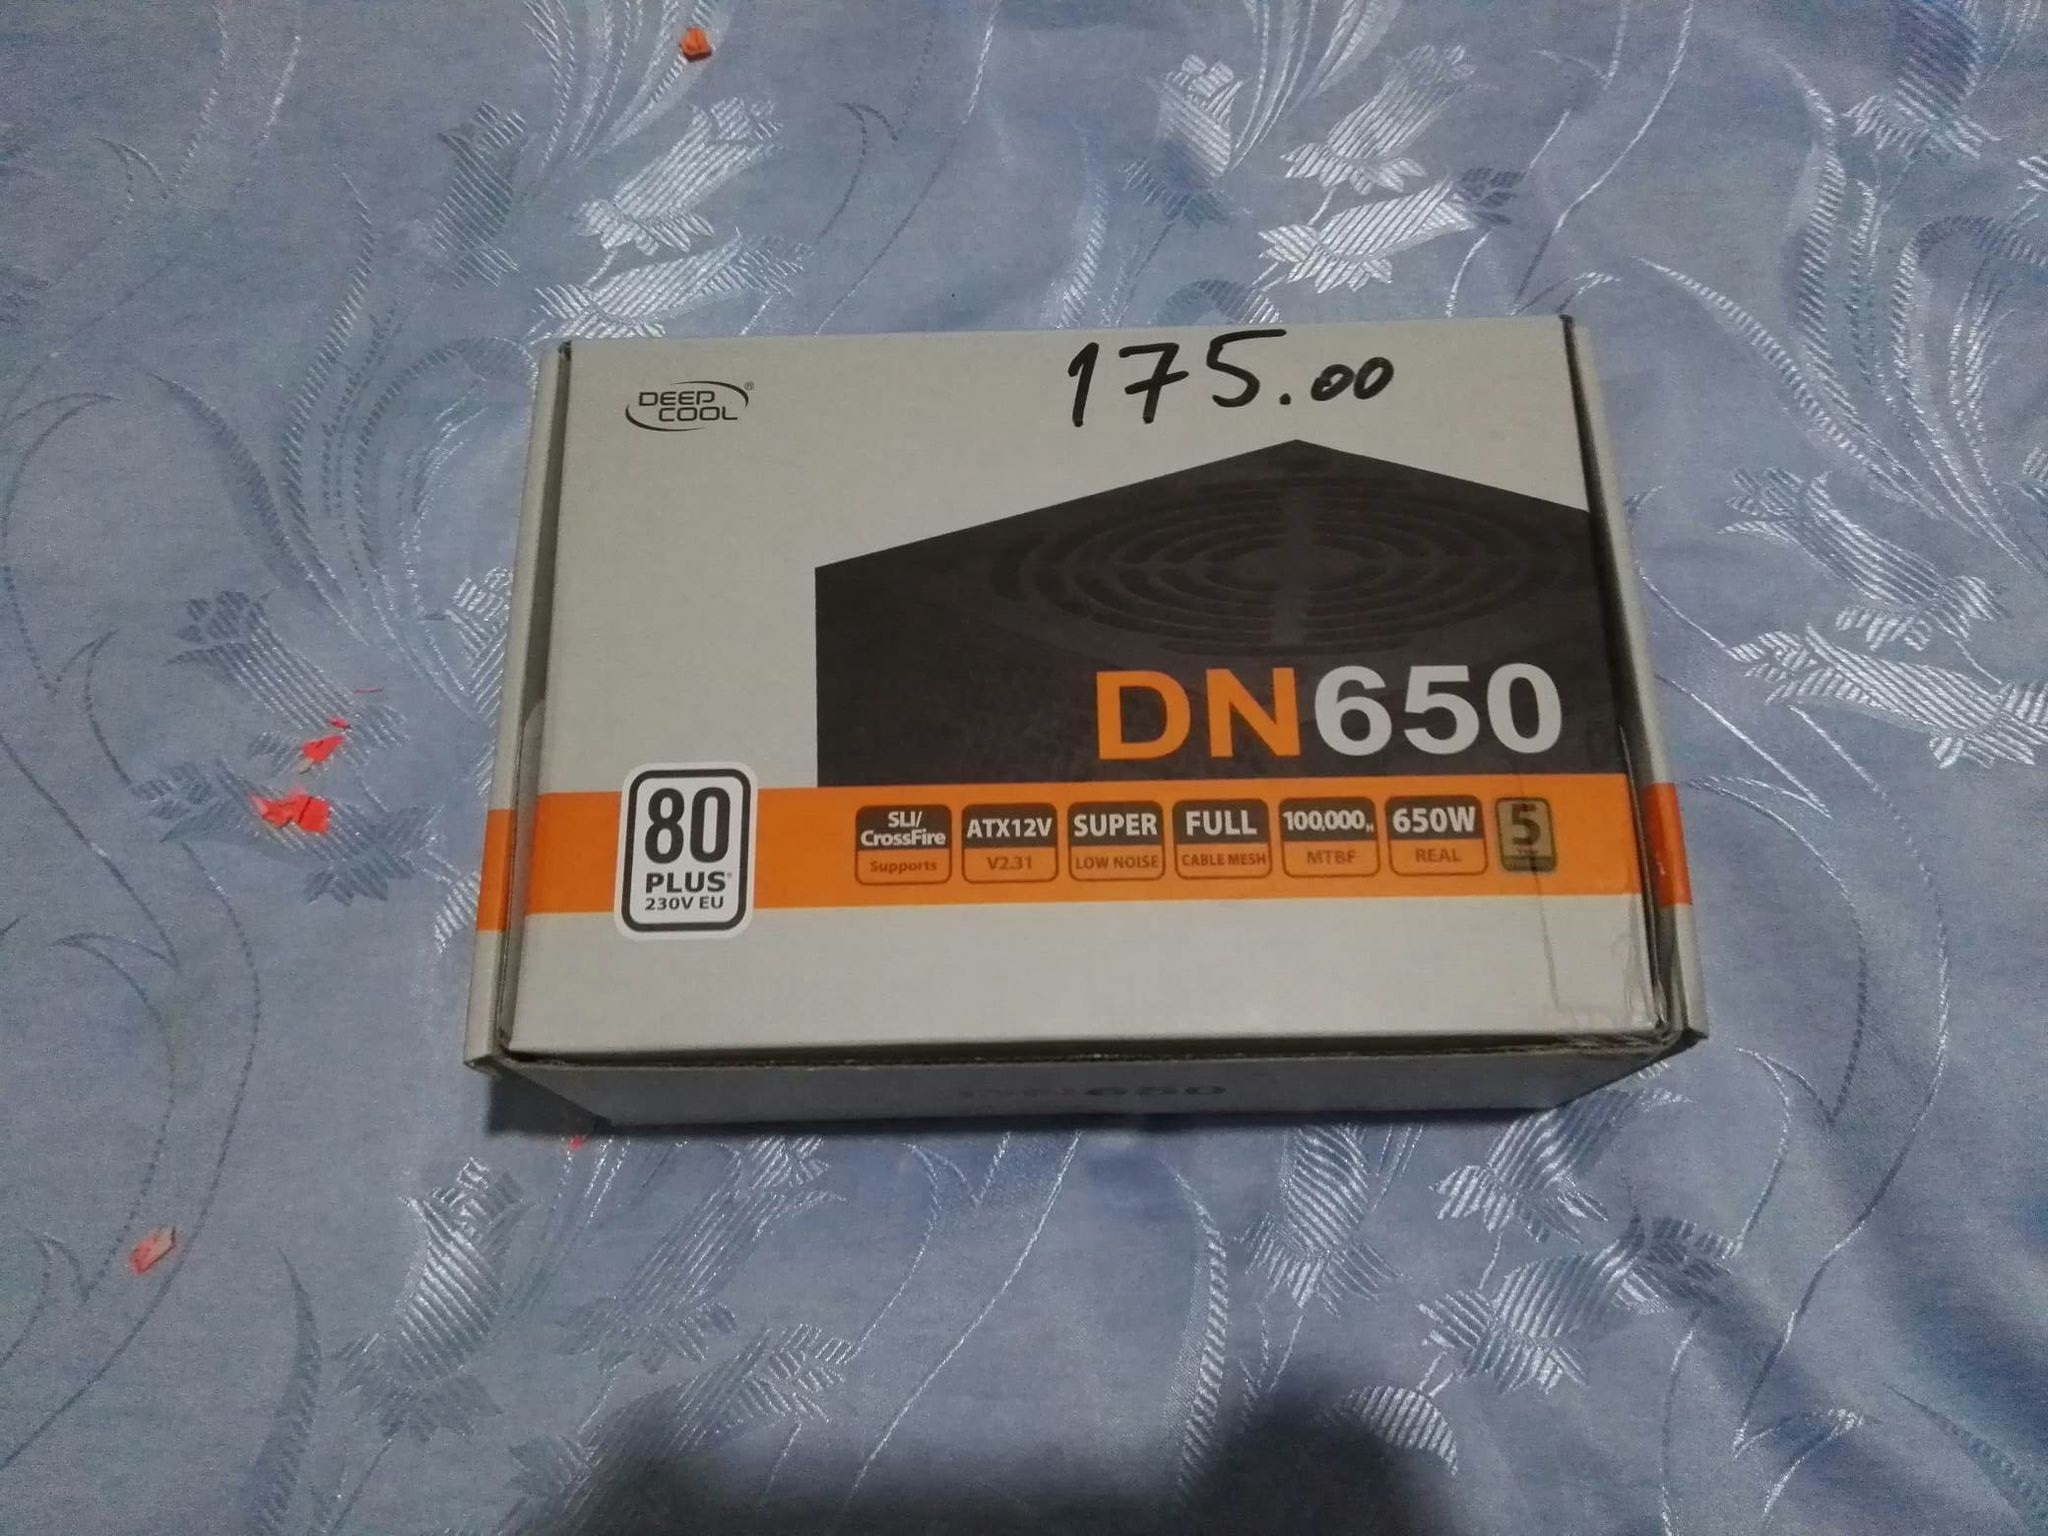 175.00
DEEP
COOL®
DN650
80
PLUS®
230V EU
SLI/
CrossFire
Supports
ATX12V
V2.31
SUPER
LOW NOISE
FULL
CABLE MESH
100,000H
MTBF
650W
REAL
5
DN650